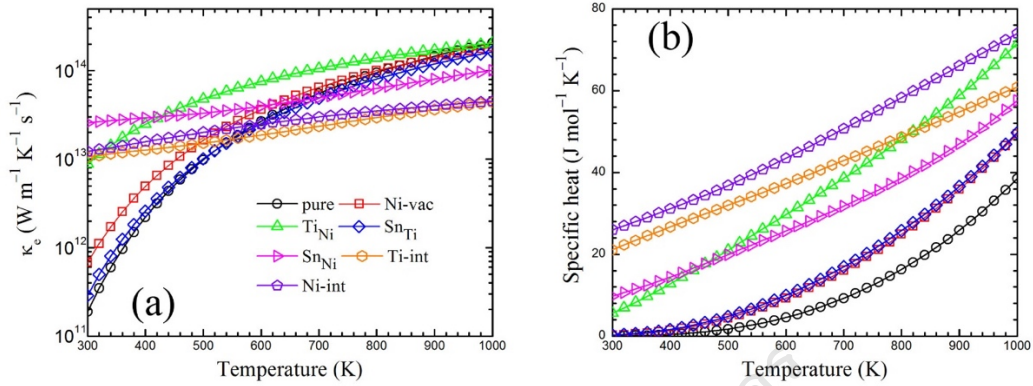 (a)
κe (W m−1 K−1 s−1)
10^14
10^13
10^12
10^11
pure
Ni-vac
TiNi
SnTi
SnNi
Ti-int
Ni-int
300 400 500 600 700 800 900 1000
Temperature (K)
(b)
Specific heat (J mol−1 K−1)
80
60
40
20
0
300 400 500 600 700 800 900 1000
Temperature (K)